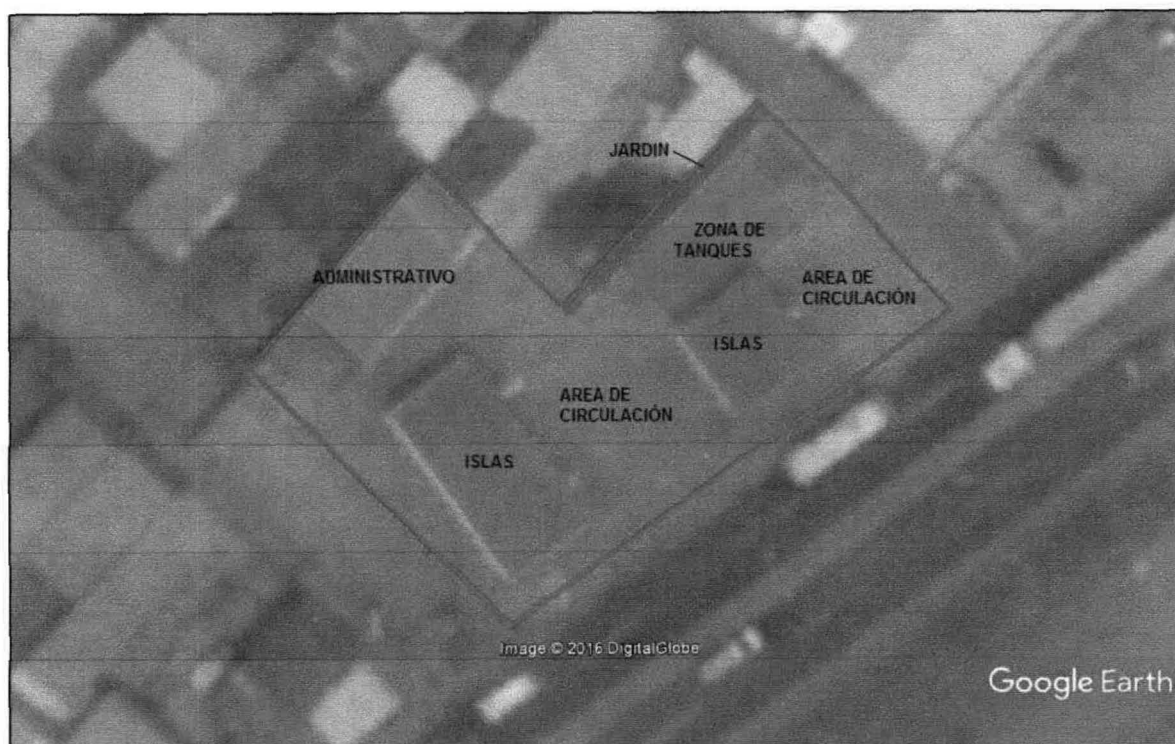 JARDIN
ZONA DE
TANQUES
ADMINISTRATIVO
AREA DE
CIRCULACIÓN
ISLAS
AREA DE
CIRCULACIÓN
ISLAS
Image © 2016 DigitalGlobe
Google Earth